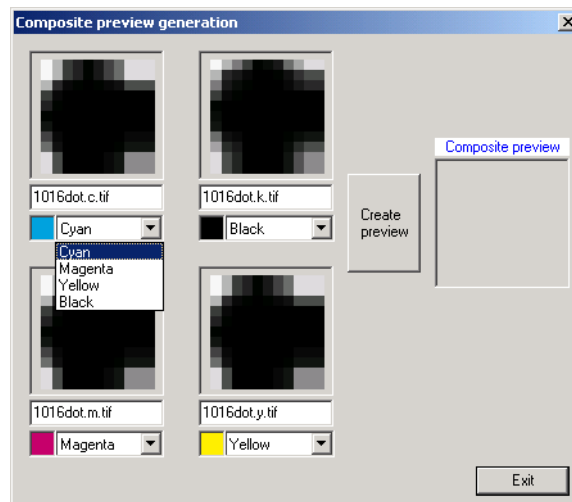 Composite preview generation
1016dot.c.tif
Cyan
Cyan
Magenta
Yellow
Black
1016dot.k.tif
Black
1016dot.m.tif
Magenta
1016dot.y.tif
Yellow
Create
preview
Composite preview
Exit